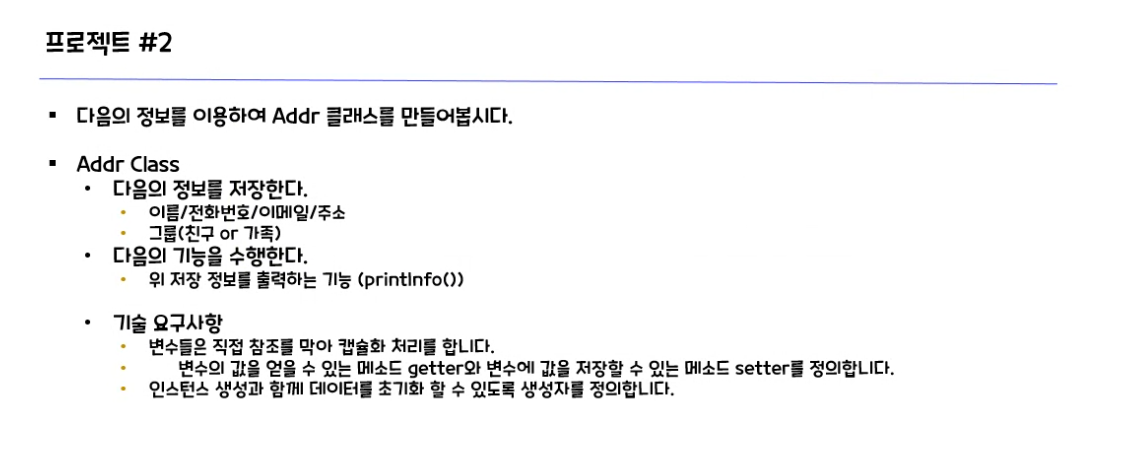 프로젝트 #2
▪ 다음의 정보를 이용하여 Addr 클래스를 만들어봅시다.
▪ Addr Class
• 다음의 정보를 저장한다.
• 이름/전화번호/이메일/주소
• 그룹(친구 or 가족)
• 다음의 기능을 수행한다.
• 위 저장 정보를 출력하는 기능 (printInfo())
• 기술 요구사항
• 변수들은 직접 참조를 막아 캡슐화 처리를 합니다.
• 변수의 값을 얻을 수 있는 메소드 getter와 변수에 값을 저장할 수 있는 메소드 setter를 정의합니다.
• 인스턴스 생성과 함께 데이터를 초기화 할 수 있도록 생성자를 정의합니다.